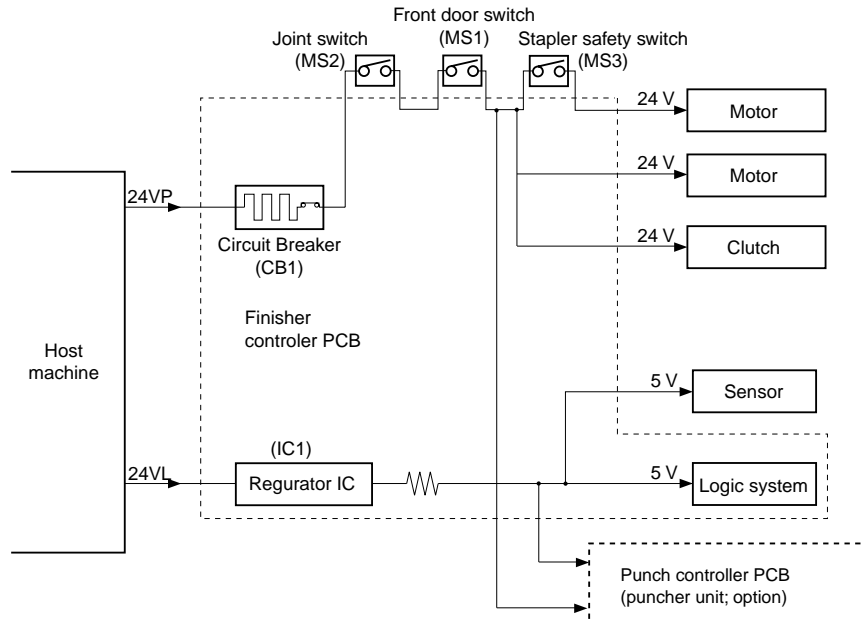 Front door switch
(MS1)
Joint switch
(MS2)
Stapler safety switch
(MS3)
24 V
Motor
24 V
Motor
24VP
24 V
Clutch
Circuit Breaker
(CB1)
Finisher
controler PCB
Host
machine
5 V
Sensor
(IC1)
24VL
Regurator IC
5 V
Logic system
Punch controller PCB
(puncher unit; option)